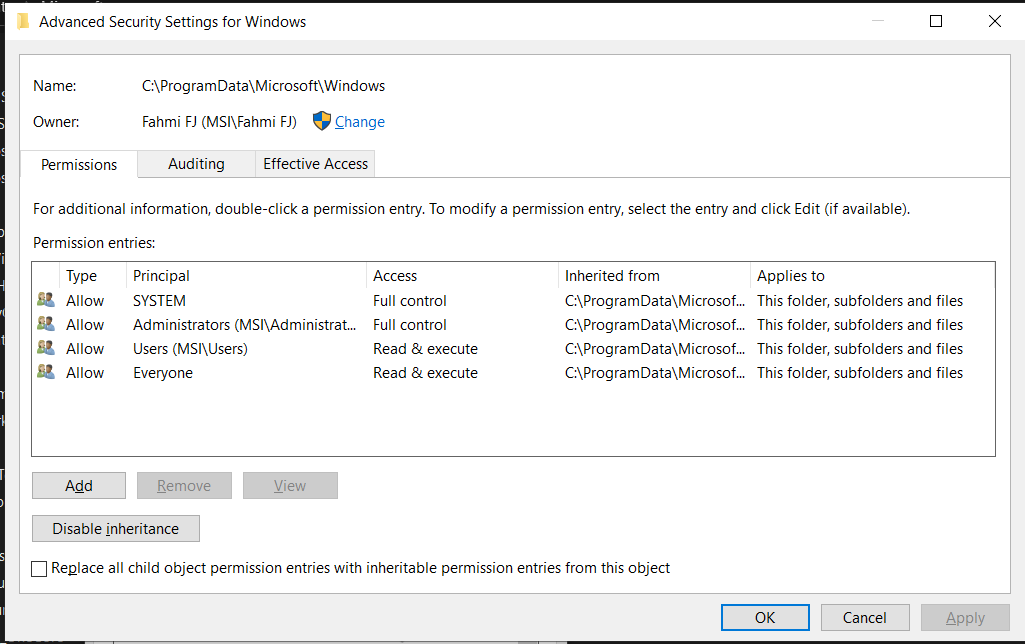 Advanced Security Settings for Windows
Name: C:\ProgramData\Microsoft\Windows
Owner: Fahmi FJ (MSI\Fahmi FJ) Change
Permissions Auditing Effective Access
For additional information, double-click a permission entry. To modify a permission entry, select the entry and click Edit (if available).
Permission entries:
Type Principal Access Inherited from Applies to
Allow SYSTEM Full control C:\ProgramData\Microsof... This folder, subfolders and files
Allow Administrators (MSI\Administrat... Full control C:\ProgramData\Microsof... This folder, subfolders and files
Allow Users (MSI\Users) Read & execute C:\ProgramData\Microsof... This folder, subfolders and files
Allow Everyone Read & execute C:\ProgramData\Microsof... This folder, subfolders and files
Add Remove View
Disable inheritance
Replace all child object permission entries with inheritable permission entries from this object
OK Cancel Apply